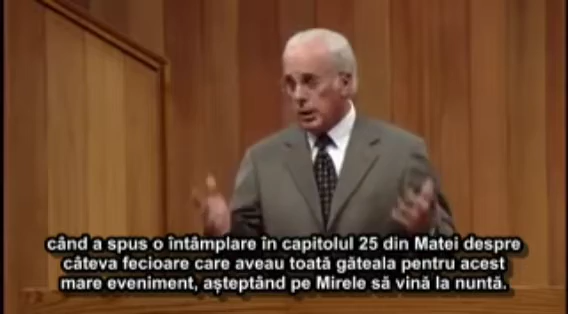 când a spus o întâmplare în capitolul 25 din Matei despre
câteva fecioare care aveau toată găteala pentru acest
mare eveniment, așteptând pe Mirele să vină la nuntă.